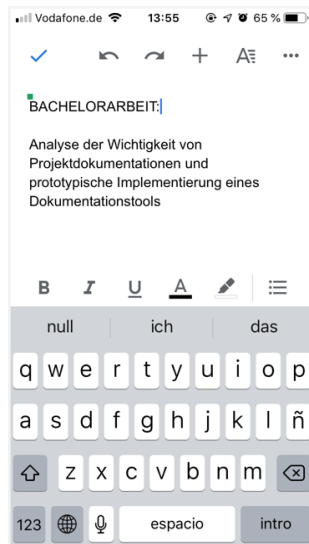 Vodafone.de 13:55 65 %
BACHELORARBEIT:
Analyse der Wichtigkeit von
Projektdokumentationen und
prototypische Implementierung eines
Dokumentationstools
B I U A
null ich das
q w e r t y u i o p
a s d f g h j k l ñ
z x c v b n m
123 espacio intro